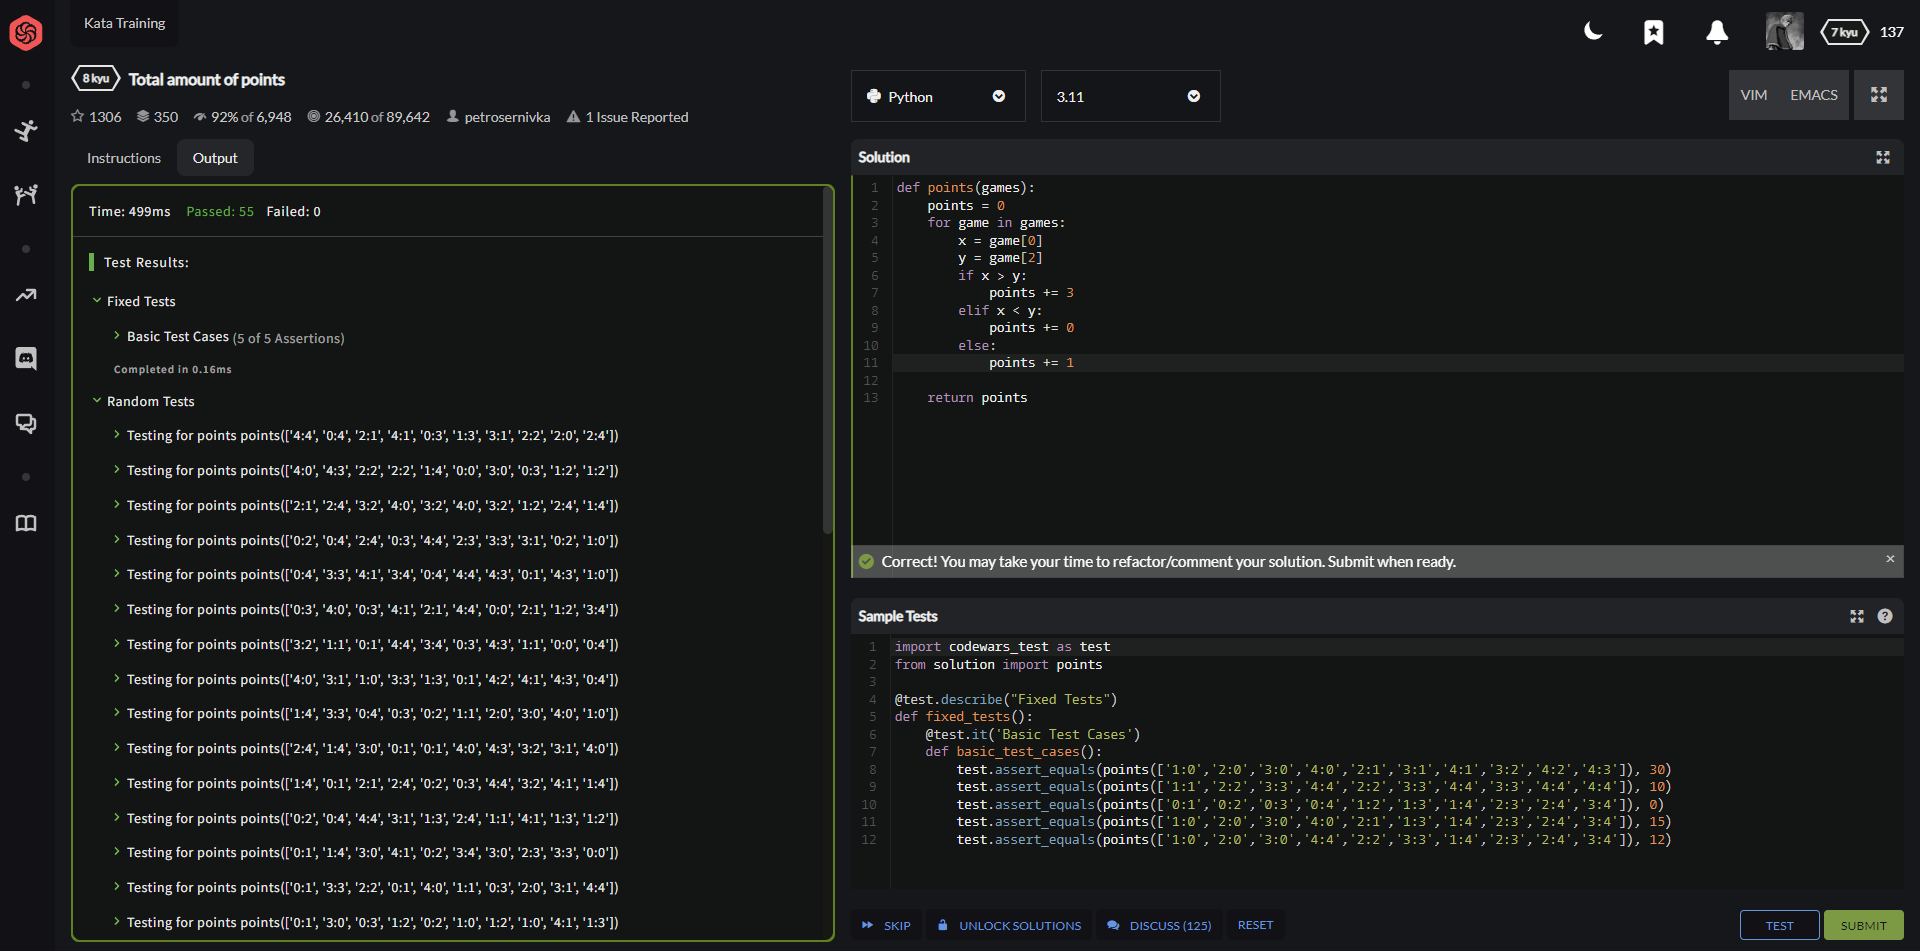 Kata Training
7 kyu 137
8 kyu Total amount of points
1306 350 92% of 6,948 26,410 of 89,642 petrosernivka 1 Issue Reported
Instructions Output
Time: 499ms Passed: 55 Failed: 0
Test Results:
Fixed Tests
Basic Test Cases (5 of 5 Assertions)
Completed in 0.16ms
Random Tests
Testing for points points(['4:4', '0:4', '2:1', '4:1', '0:3', '1:3', '3:1', '2:2', '2:0', '2:4'])
Testing for points points(['4:0', '4:3', '2:2', '2:2', '1:4', '0:0', '3:0', '0:3', '1:2', '1:2'])
Testing for points points(['2:1', '2:4', '3:2', '4:0', '3:2', '4:0', '3:2', '1:2', '2:4', '1:4'])
Testing for points points(['0:2', '0:4', '2:4', '0:3', '4:4', '2:3', '3:3', '3:1', '0:2', '1:0'])
Testing for points points(['0:4', '3:3', '4:1', '3:4', '0:4', '4:4', '4:3', '0:1', '4:3', '1:0'])
Testing for points points(['0:3', '4:0', '0:3', '4:1', '2:1', '4:4', '0:0', '2:1', '1:2', '3:4'])
Testing for points points(['3:2', '1:1', '0:1', '4:4', '3:4', '0:3', '4:3', '1:1', '0:0', '0:4'])
Testing for points points(['4:0', '3:1', '1:0', '3:3', '1:3', '0:1', '4:2', '4:1', '4:3', '0:4'])
Testing for points points(['1:4', '3:3', '0:4', '0:3', '0:2', '1:1', '2:0', '3:0', '4:0', '1:0'])
Testing for points points(['2:4', '1:4', '3:0', '0:1', '0:1', '4:0', '4:3', '3:2', '3:1', '4:0'])
Testing for points points(['1:4', '0:1', '2:1', '2:4', '0:2', '0:3', '4:4', '3:2', '4:1', '1:4'])
Testing for points points(['0:2', '0:4', '4:4', '3:1', '1:3', '2:4', '1:1', '4:1', '1:3', '1:2'])
Testing for points points(['0:1', '1:4', '3:0', '4:1', '0:2', '3:4', '3:0', '2:3', '3:3', '0:0'])
Testing for points points(['0:1', '3:3', '2:2', '0:1', '4:0', '1:1', '0:3', '2:0', '3:1', '4:4'])
Testing for points points(['0:1', '3:0', '0:3', '1:2', '0:2', '1:0', '1:2', '1:0', '4:1', '1:3'])
Python 3.11 VIM EMACS
Solution
1 def points(games):
2     points = 0
3     for game in games:
4         x = game[0]
5         y = game[2]
6         if x > y:
7             points += 3
8         elif x < y:
9             points += 0
10         else:
11             points += 1
12
13     return points
Correct! You may take your time to refactor/comment your solution. Submit when ready. ×
Sample Tests ?
1 import codewars_test as test
2 from solution import points
3
4 @test.describe("Fixed Tests")
5 def fixed_tests():
6     @test.it('Basic Test Cases')
7     def basic_test_cases():
8         test.assert_equals(points(['1:0','2:0','3:0','4:0','2:1','3:1','4:1','3:2','4:2','4:3']), 30)
9         test.assert_equals(points(['1:1','2:2','3:3','4:4','2:2','3:3','4:4','3:3','4:4','4:4']), 10)
10         test.assert_equals(points(['0:1','0:2','0:3','0:4','1:2','1:3','1:4','2:3','2:4','3:4']), 0)
11         test.assert_equals(points(['1:0','2:0','3:0','4:0','2:1','1:3','1:4','2:3','2:4','3:4']), 15)
12         test.assert_equals(points(['1:0','2:0','3:0','4:4','2:2','3:3','1:4','2:3','2:4','3:4']), 12)
SKIP UNLOCK SOLUTIONS DISCUSS (125) RESET TEST SUBMIT